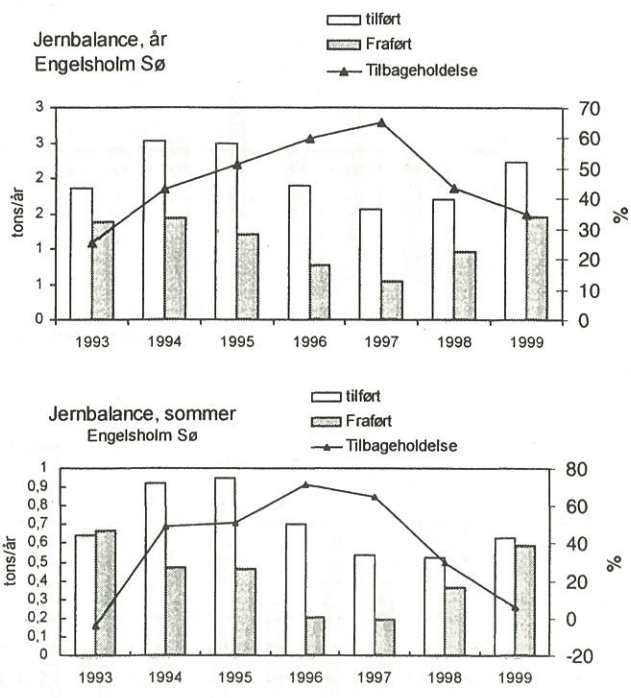 Jernbalance, år
Engelsholm Sø
tilført
Fraført
Tilbageholdelse
tons/år
3
3
2
2
1
1
0
70
60
50
40
30
20
10
0
%
1993 1994 1995 1996 1997 1998 1999
Jernbalance, sommer
Engelsholm Sø
tilført
Fraført
Tilbageholdelse
tons/år
1
0,9
0,8
0,7
0,6
0,5
0,4
0,3
0,2
0,1
0
80
60
40
20
0
-20
%
1993 1994 1995 1996 1997 1998 1999